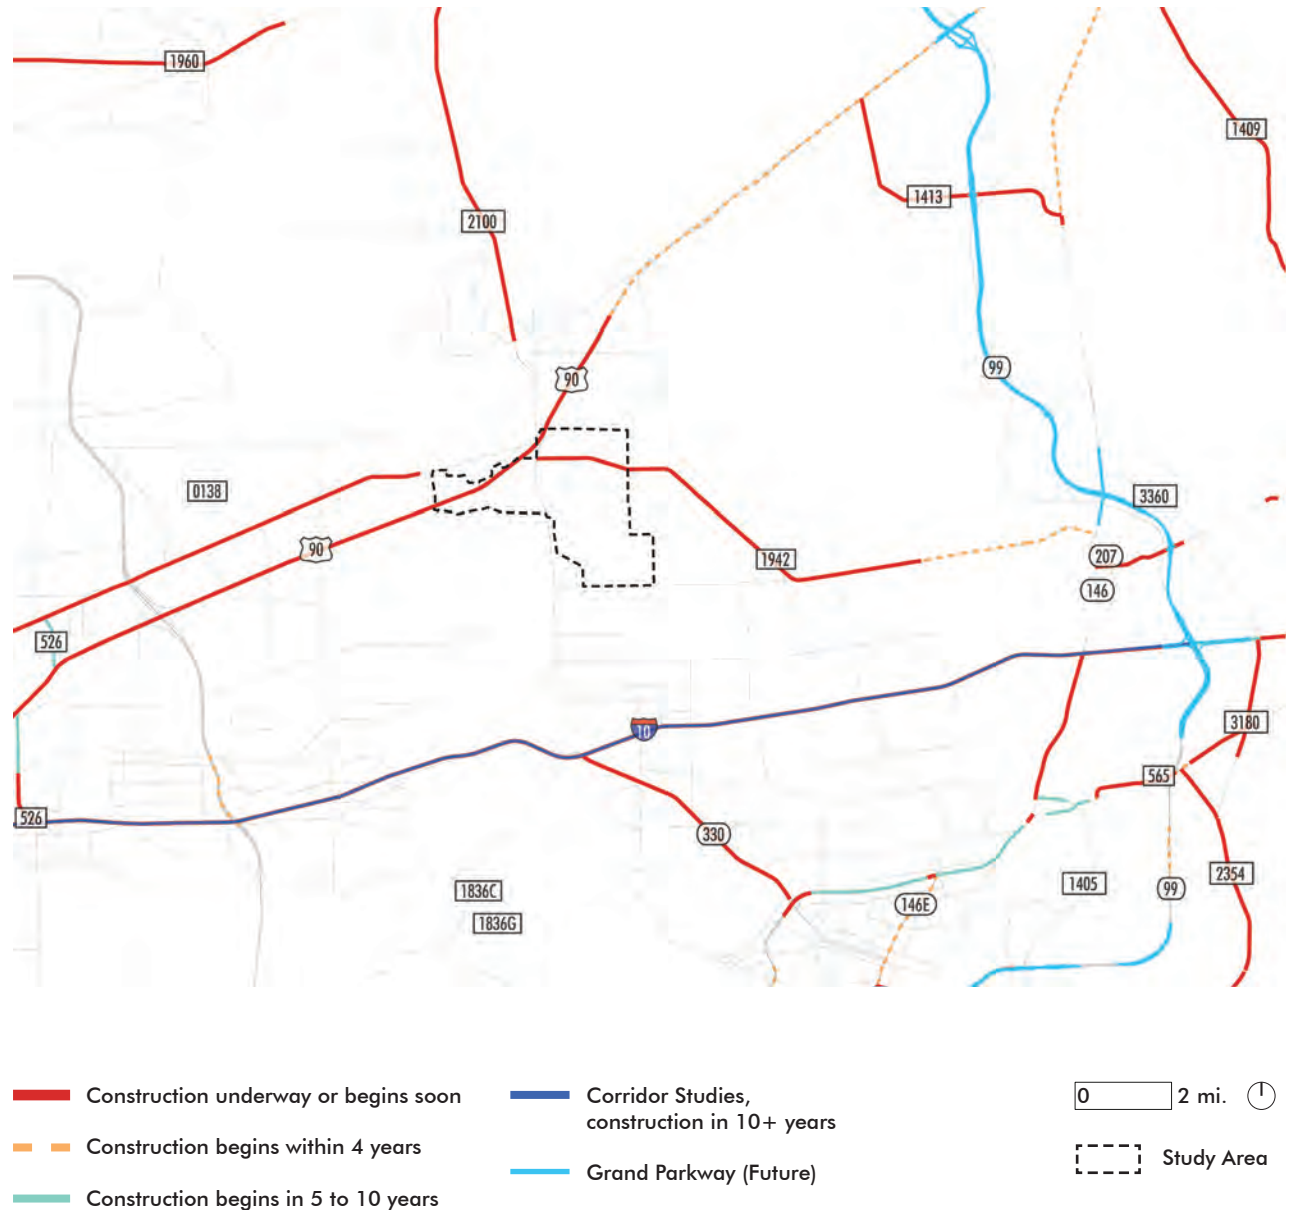 1960
1409
1413
2100
99
90
0138
3360
90
1942
207
146
526
3180
10
565
526
330
2354
1405
1836C
99
146E
1836G
Construction underway or begins soon
Construction begins within 4 years
Construction begins in 5 to 10 years
Corridor Studies,
construction in 10+ years
Grand Parkway (Future)
0 2 mi.
Study Area